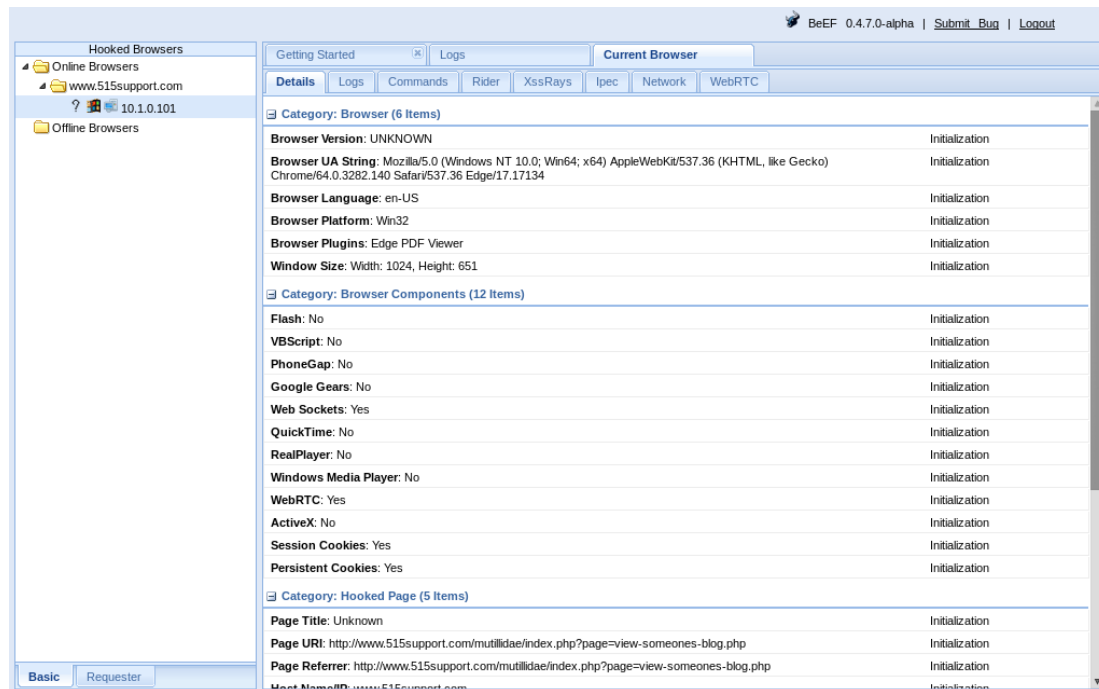 BeEF 0.4.7.0-alpha | Submit Bug | Logout
Hooked Browsers
Online Browsers
www.515support.com
? 10.1.0.101
Offline Browsers
Basic Requester
Getting Started Logs Current Browser
Details Logs Commands Rider XssRays Ipec Network WebRTC
Category: Browser (6 Items)
Browser Version: UNKNOWN Initialization
Browser UA String: Mozilla/5.0 (Windows NT 10.0; Win64; x64) AppleWebKit/537.36 (KHTML, like Gecko) Initialization
Chrome/64.0.3282.140 Safari/537.36 Edge/17.17134
Browser Language: en-US Initialization
Browser Platform: Win32 Initialization
Browser Plugins: Edge PDF Viewer Initialization
Window Size: Width: 1024, Height: 651 Initialization
Category: Browser Components (12 Items)
Flash: No Initialization
VBScript: No Initialization
PhoneGap: No Initialization
Google Gears: No Initialization
Web Sockets: Yes Initialization
QuickTime: No Initialization
RealPlayer: No Initialization
Windows Media Player: No Initialization
WebRTC: Yes Initialization
ActiveX: No Initialization
Session Cookies: Yes Initialization
Persistent Cookies: Yes Initialization
Category: Hooked Page (5 Items)
Page Title: Unknown Initialization
Page URI: http://www.515support.com/mutillidae/index.php?page=view-someones-blog.php Initialization
Page Referrer: http://www.515support.com/mutillidae/index.php?page=view-someones-blog.php Initialization
Host Name/IP: www.515support.com Initialization